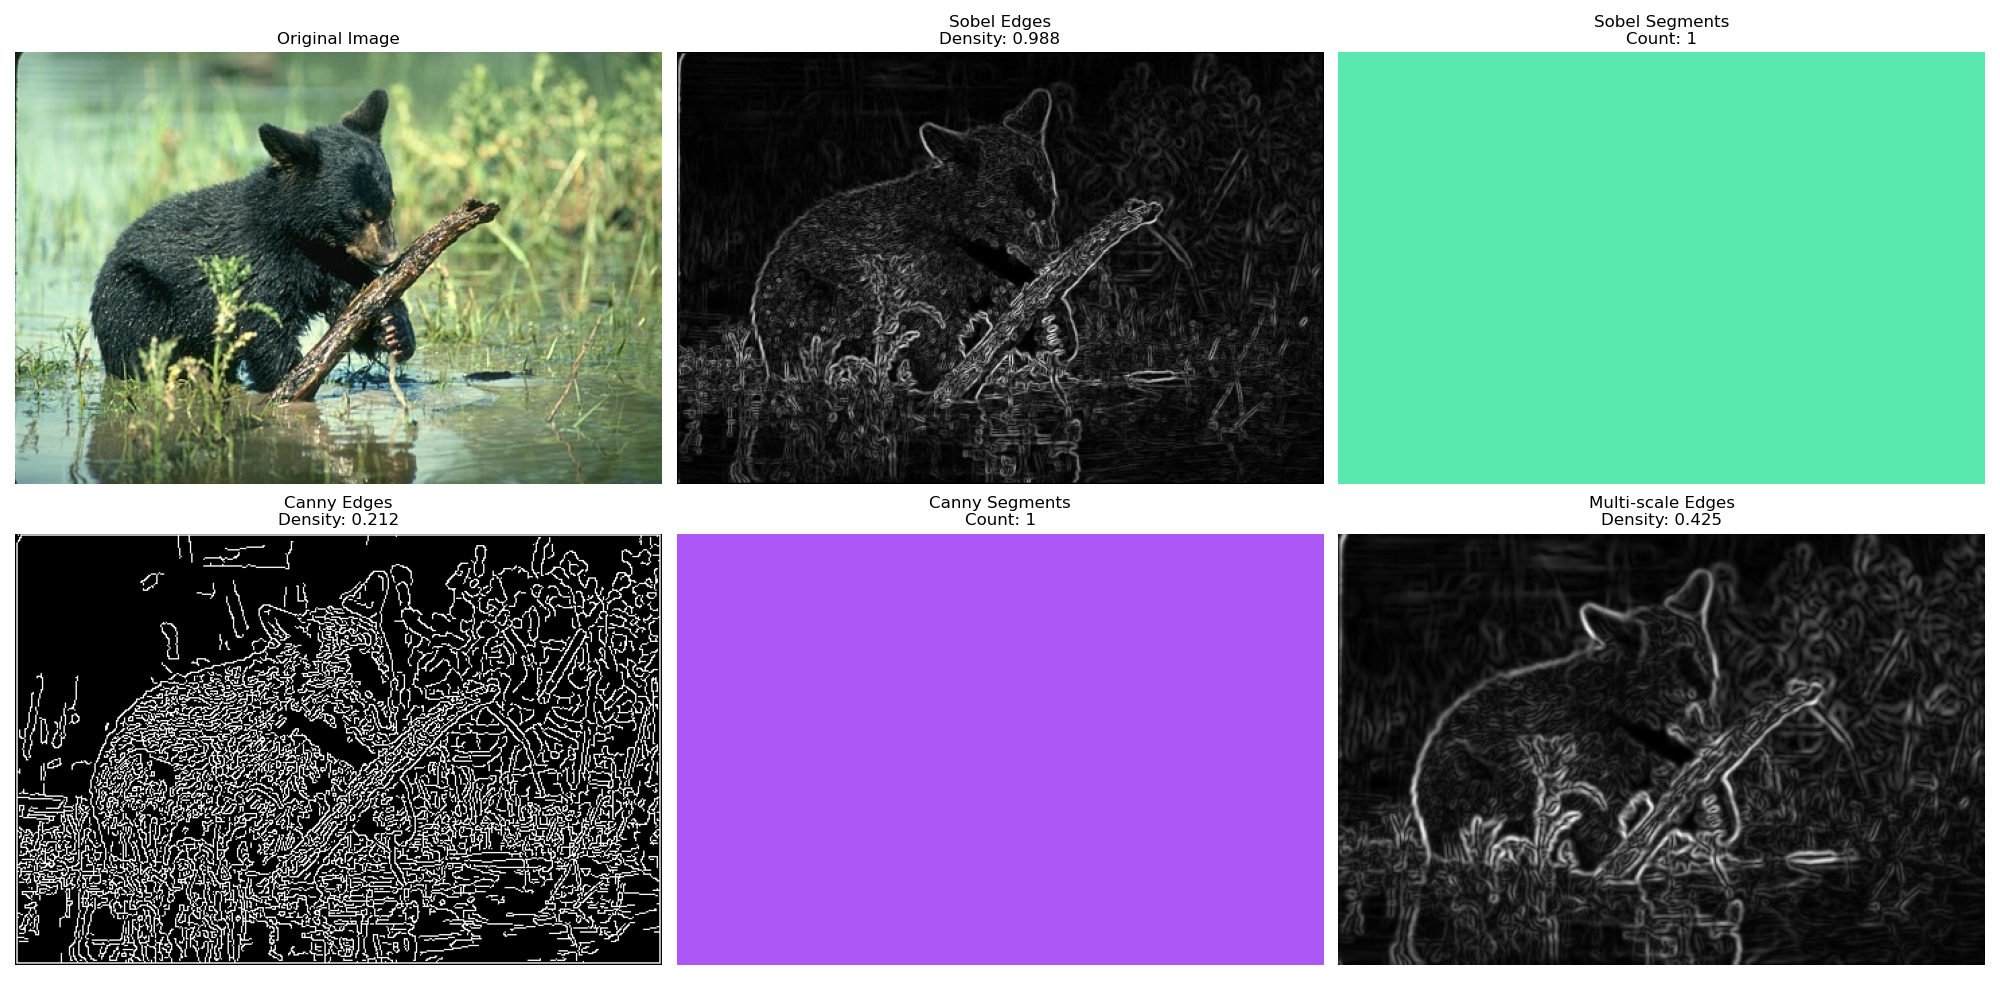 Original Image
Sobel Edges
Density: 0.988
Sobel Segments
Count: 1
Canny Edges
Density: 0.212
Canny Segments
Count: 1
Multi-scale Edges
Density: 0.425